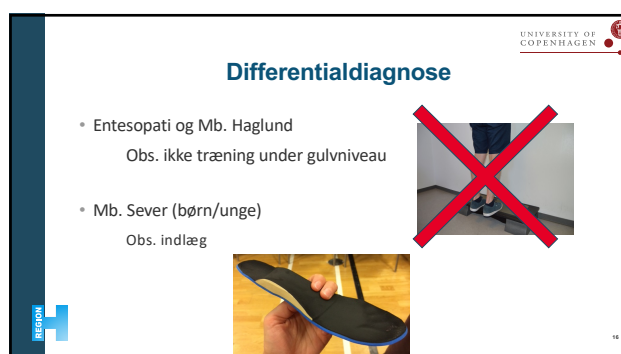 UNIVERSITY OF
COPENHAGEN
Differentialdiagnose
• Entesopati og Mb. Haglund
Obs. ikke træning under gulvniveau
• Mb. Sever (børn/unge)
Obs. indlæg
REGION
H
16